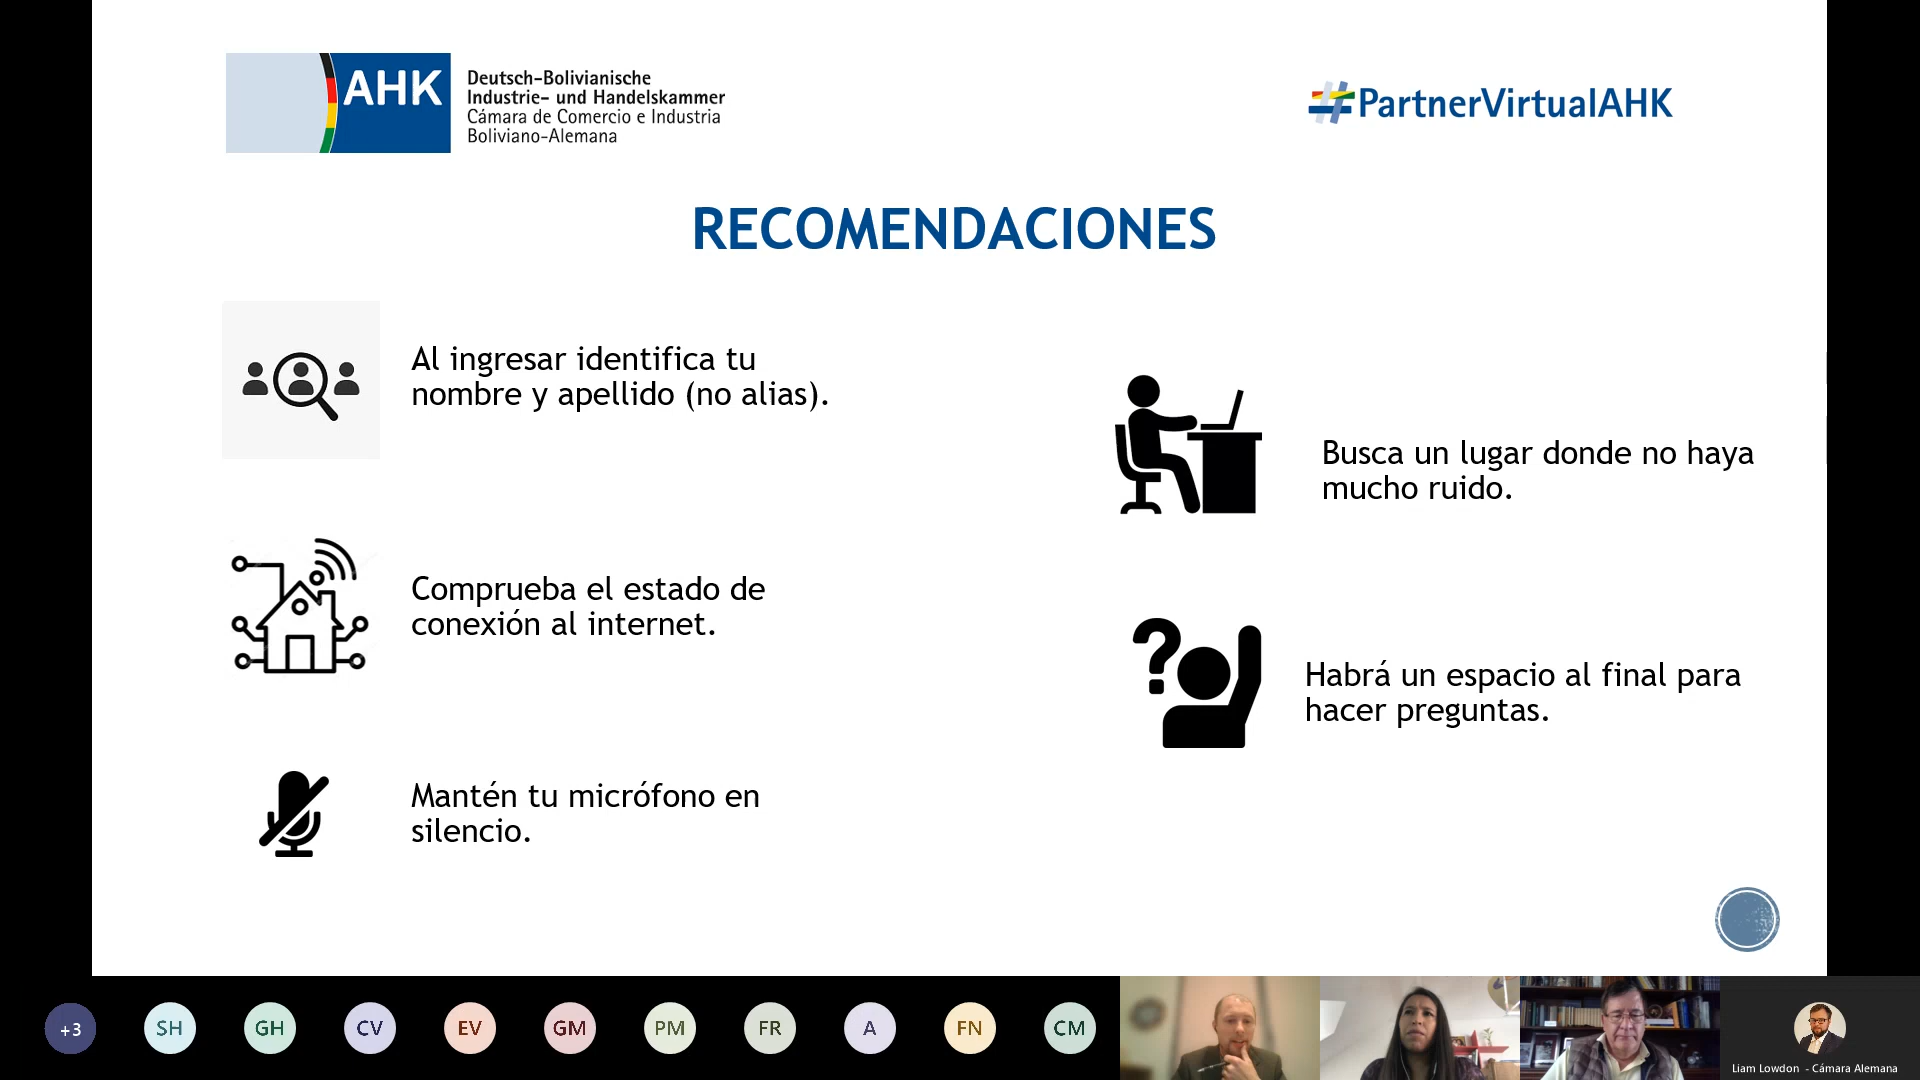 AHK
Deutsch-Bolivianische
Industrie- und Handelskammer
Cámara de Comercio e Industria
Boliviano-Alemana
#PartnerVirtualAHK
RECOMENDACIONES
Al ingresar identifica tu
nombre y apellido (no alias).
Comprueba el estado de
conexión al internet.
Mantén tu micrófono en
silencio.
Busca un lugar donde no haya
mucho ruido.
?
Habrá un espacio al final para
hacer preguntas.
+3
SH
GH
CV
EV
GM
PM
FR
A
FN
CM
Liam Lowdon - Cámara Alemana